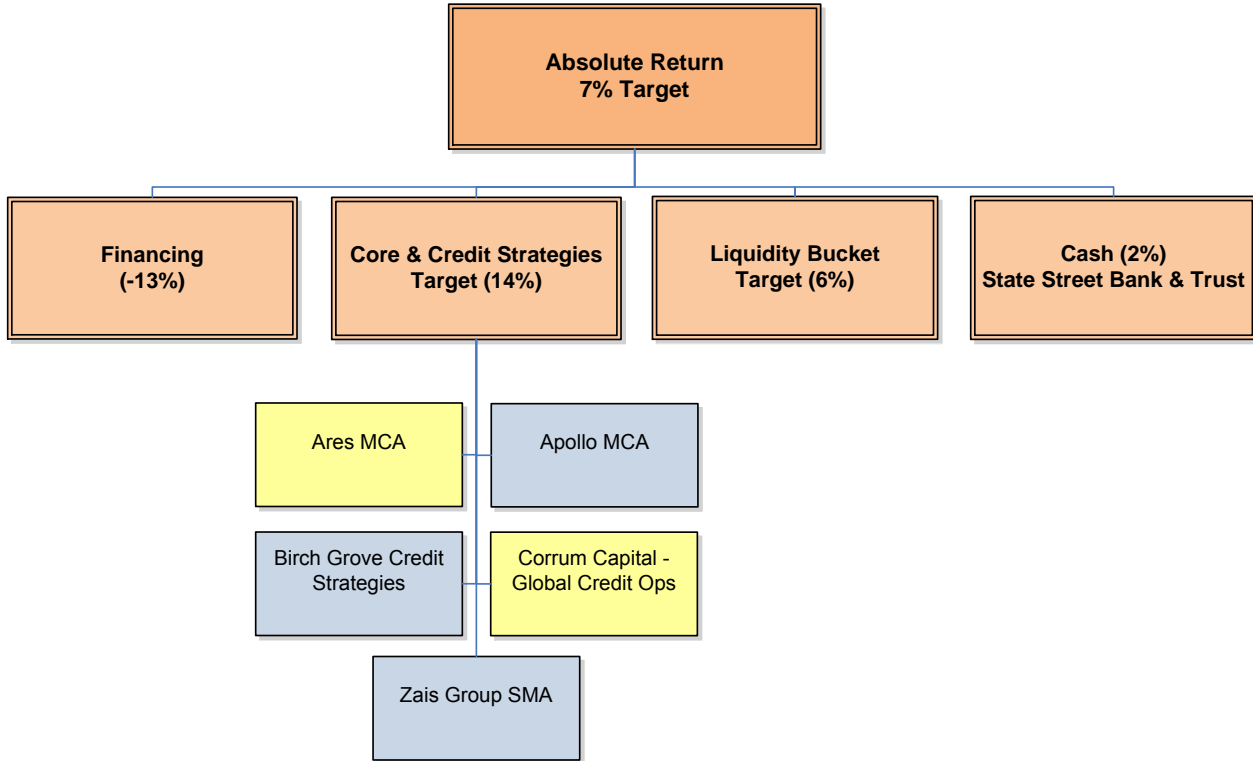 Absolute Return
7% Target
Financing
(-13%)
Core & Credit Strategies
Target (14%)
Liquidity Bucket
Target (6%)
Cash (2%)
State Street Bank & Trust
Ares MCA
Apollo MCA
Birch Grove Credit
Strategies
Corrum Capital -
Global Credit Ops
Zais Group SMA